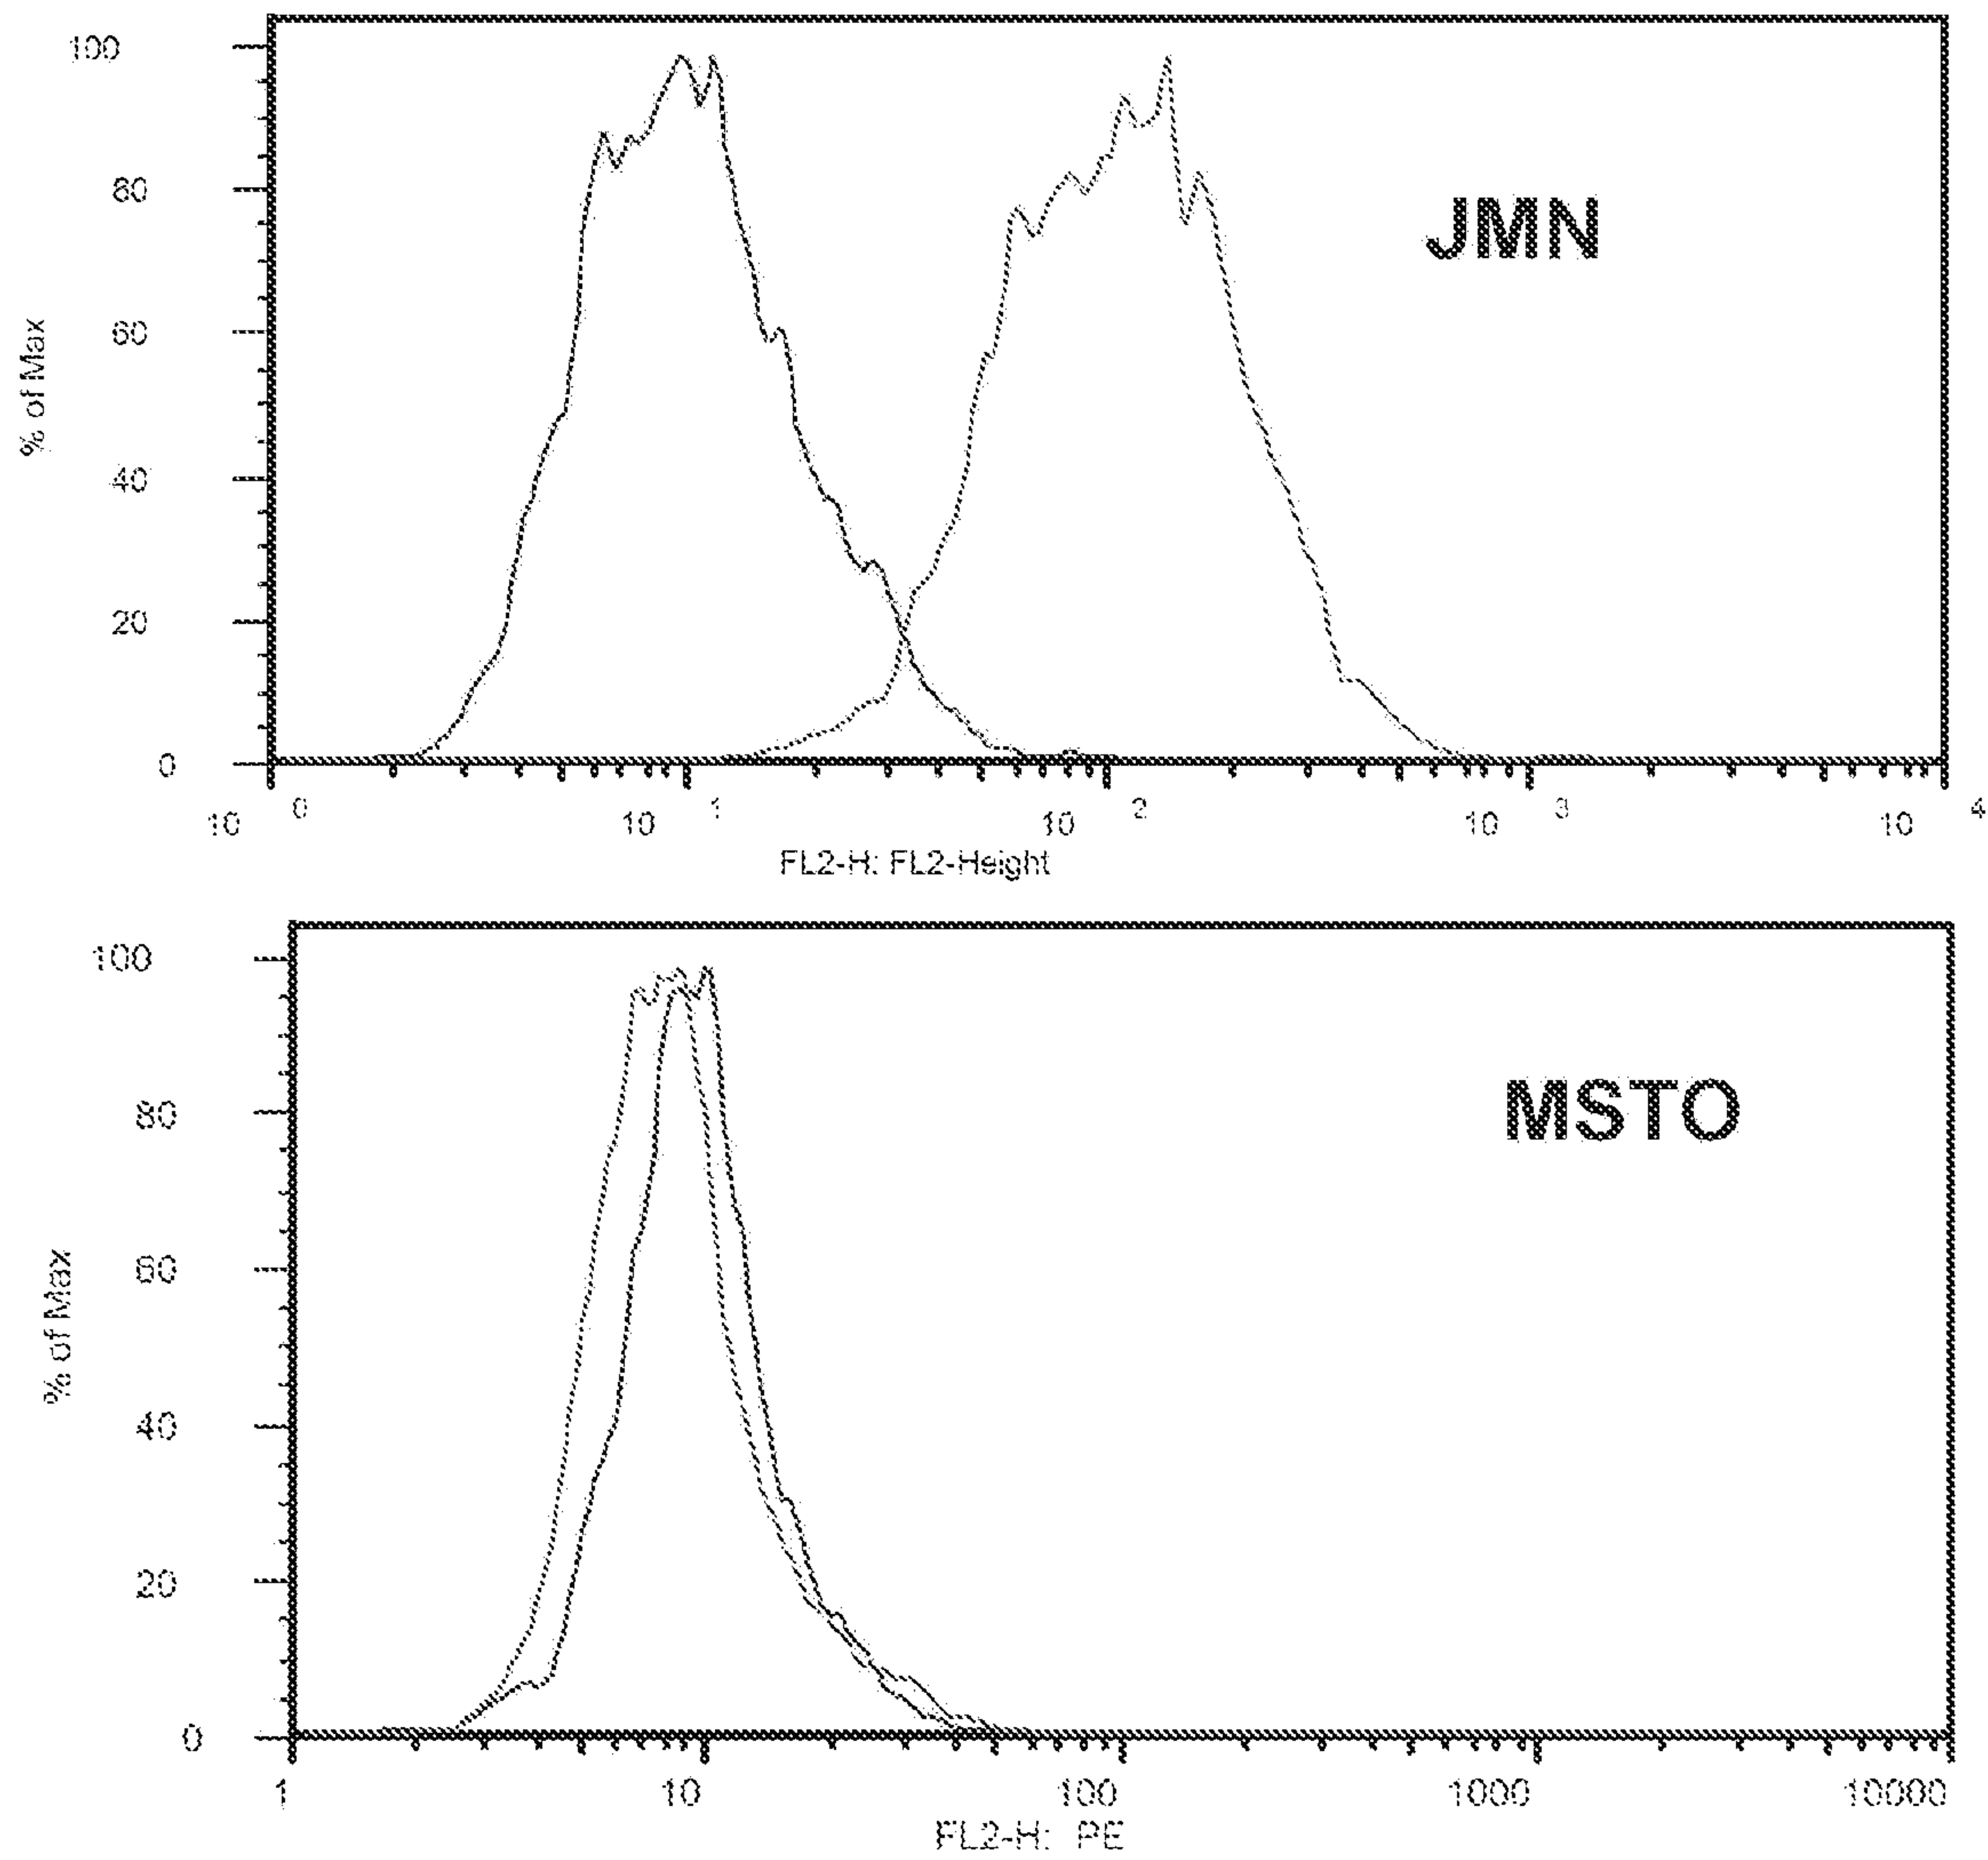 100
80
60
40
20
0
% of Max
JMN
10 0
10 1
10 2
10 3
10 4
FL2-H: FL2-Height
100
80
60
40
20
0
% of Max
MSTO
1 10 100 1000 10000
FL2-H: PE